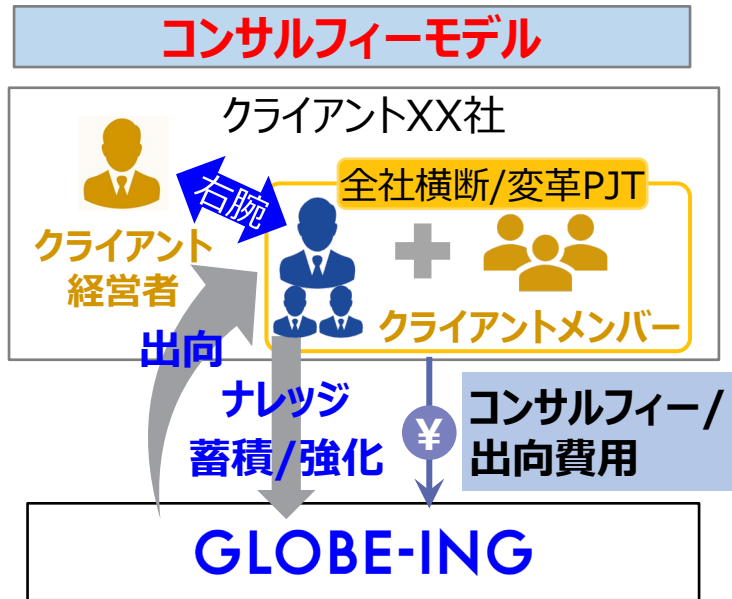 コンサルフィーモデル
クライアントXX社
右腕
全社横断/変革PJT
クライアント
経営者
クライアントメンバー
出向
ナレッジ
蓄積/強化
¥
コンサルフィー/
出向費用
GLOBE-ING